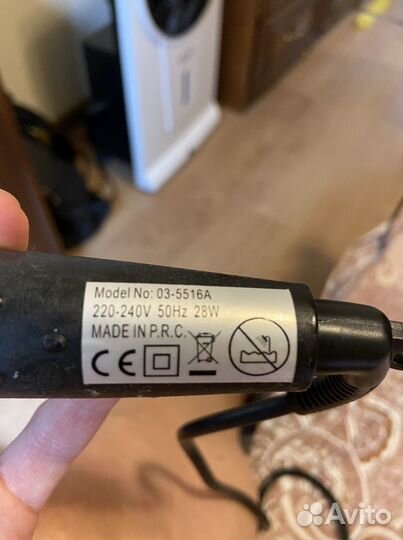 Model No: 03-5516A
220-240V 50Hz 28W
MADE IN P.R.C.
CE
Avito